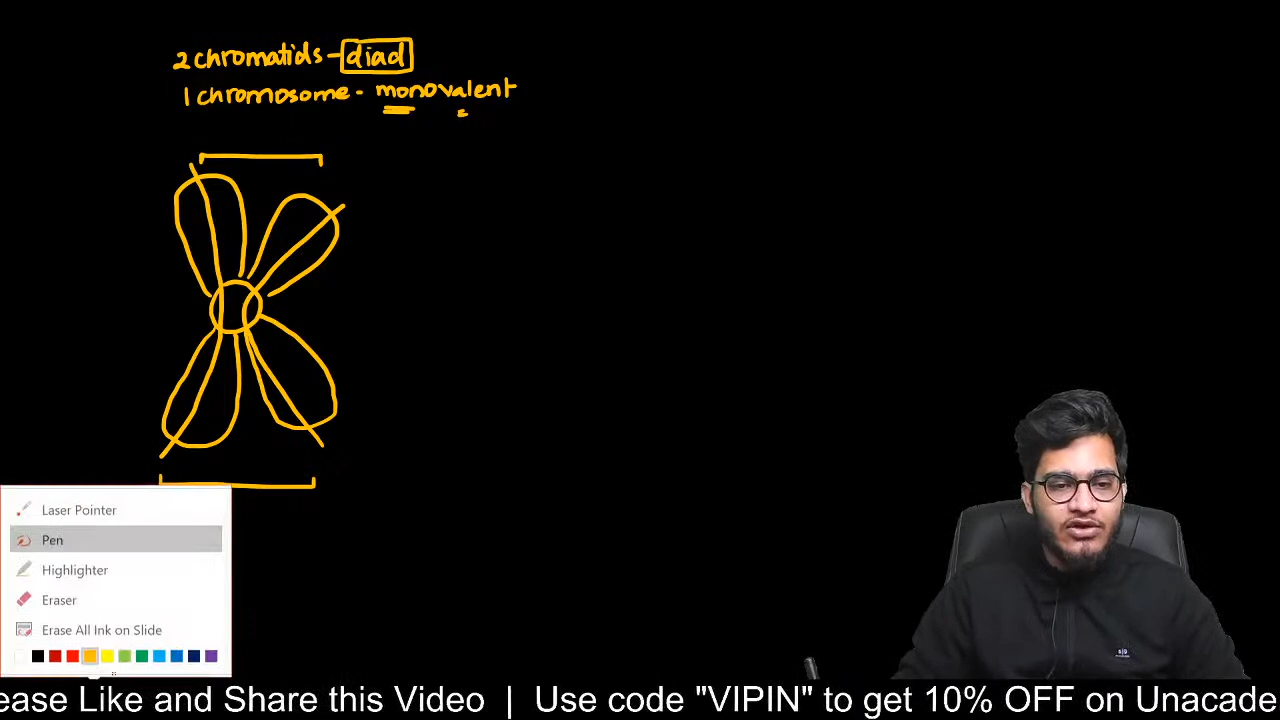 2 chromatids - diad
1 chromosome - monovalent
Laser Pointer
Pen
Highlighter
Eraser
Erase All Ink on Slide
ease Like and Share this Video | Use code "VIPIN" to get 10% OFF on Unacade